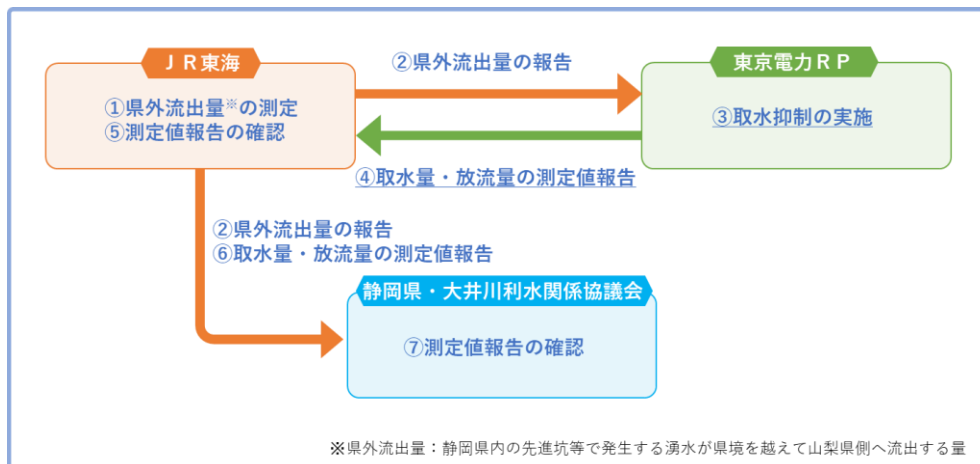 JR東海
①県外流出量※の測定
⑤測定値報告の確認
②県外流出量の報告
東京電力RP
③取水抑制の実施
④取水量・放流量の測定値報告
②県外流出量の報告
⑥取水量・放流量の測定値報告
静岡県・大井川利水関係協議会
⑦測定値報告の確認
※県外流出量：静岡県内の先進坑等で発生する湧水が県境を越えて山梨県側へ流出する量